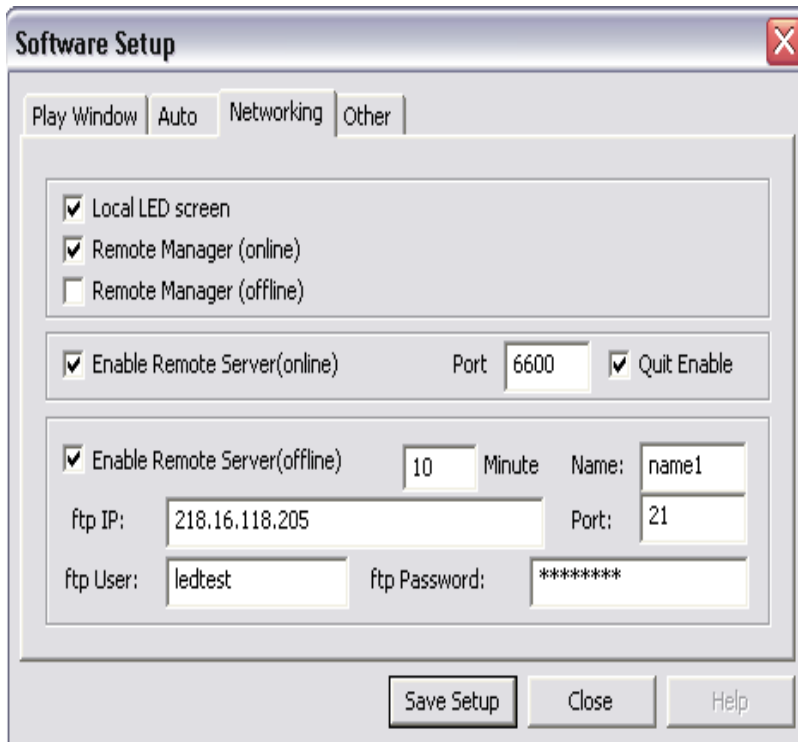 Software Setup
Play Window Auto Networking Other
Local LED screen
Remote Manager (online)
Remote Manager (offline)
Enable Remote Server(online) Port 6600 Quit Enable
Enable Remote Server(offline) 10 Minute Name: name1
ftp IP: 218.16.118.205 Port: 21
ftp User: ledtest ftp Password: ********
Save Setup Close Help